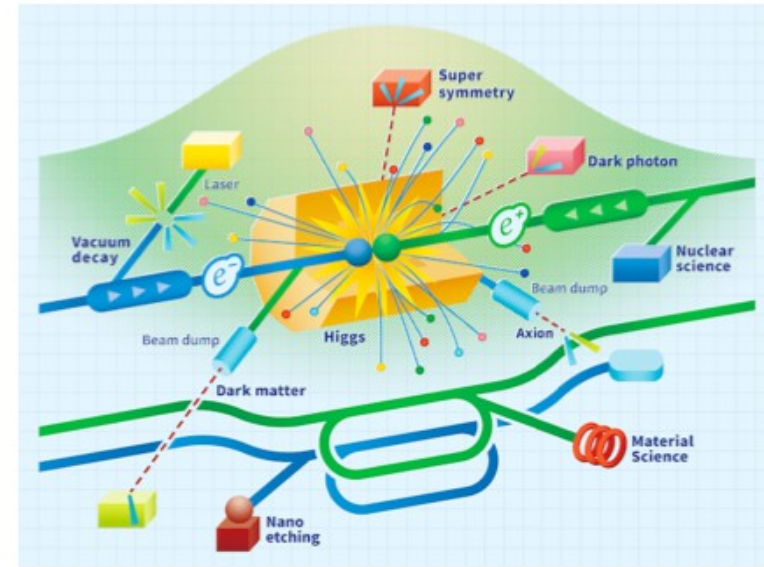 Super
symmetry
Laser
Dark photon
Vacuum
decay
e⁻
e⁺
Nuclear
science
Beam dump
Higgs
Beam dump
Axion
Dark matter
Material
Science
Nano
etching